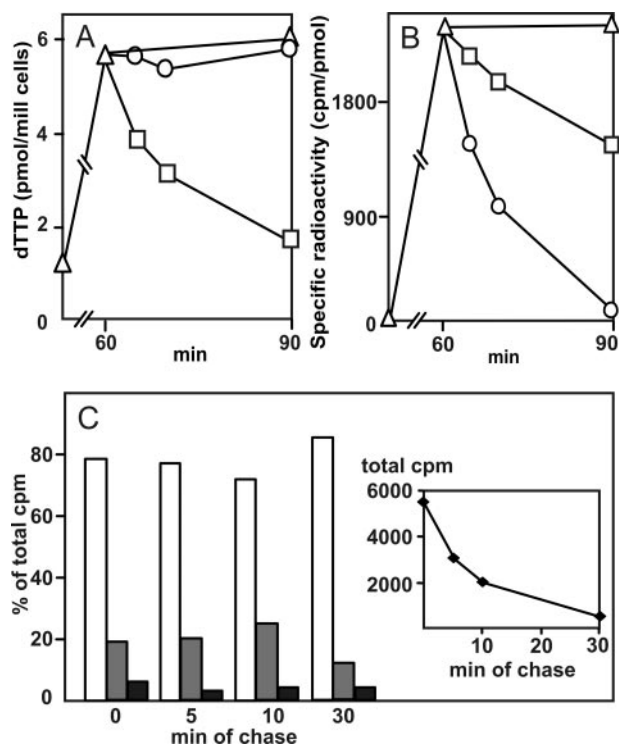 A
dTTP (pmol/mill cells)
6
4
2
0
60
90
min
B
Specific radioactivity (cpm/pmol)
1800
900
0
60
90
min
C
% of total cpm
80
60
40
20
0
0 5 10 30
min of chase
total cpm
6000
4000
2000
10 20 30
min of chase